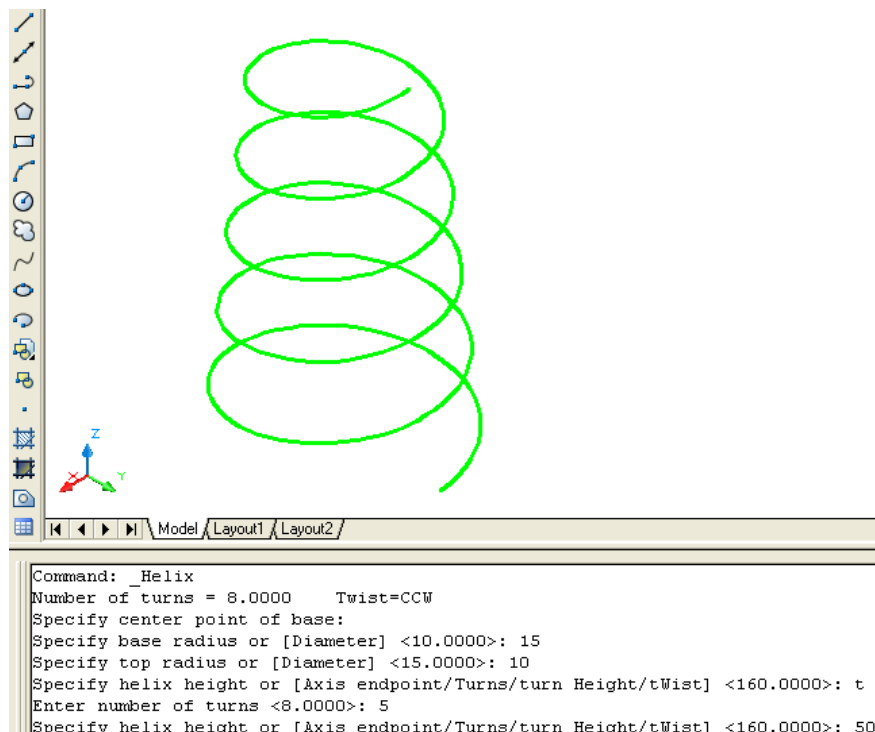 Z
X
Y
Model Layout1 Layout2
Command: _Helix
Number of turns = 8.0000    Twist=CCW
Specify center point of base:
Specify base radius or [Diameter] <10.0000>: 15
Specify top radius or [Diameter] <15.0000>: 10
Specify helix height or [Axis endpoint/Turns/turn Height/tWist] <160.0000>: t
Enter number of turns <8.0000>: 5
Specify helix height or [Axis endpoint/Turns/turn Height/tWist] <160.0000>: 50